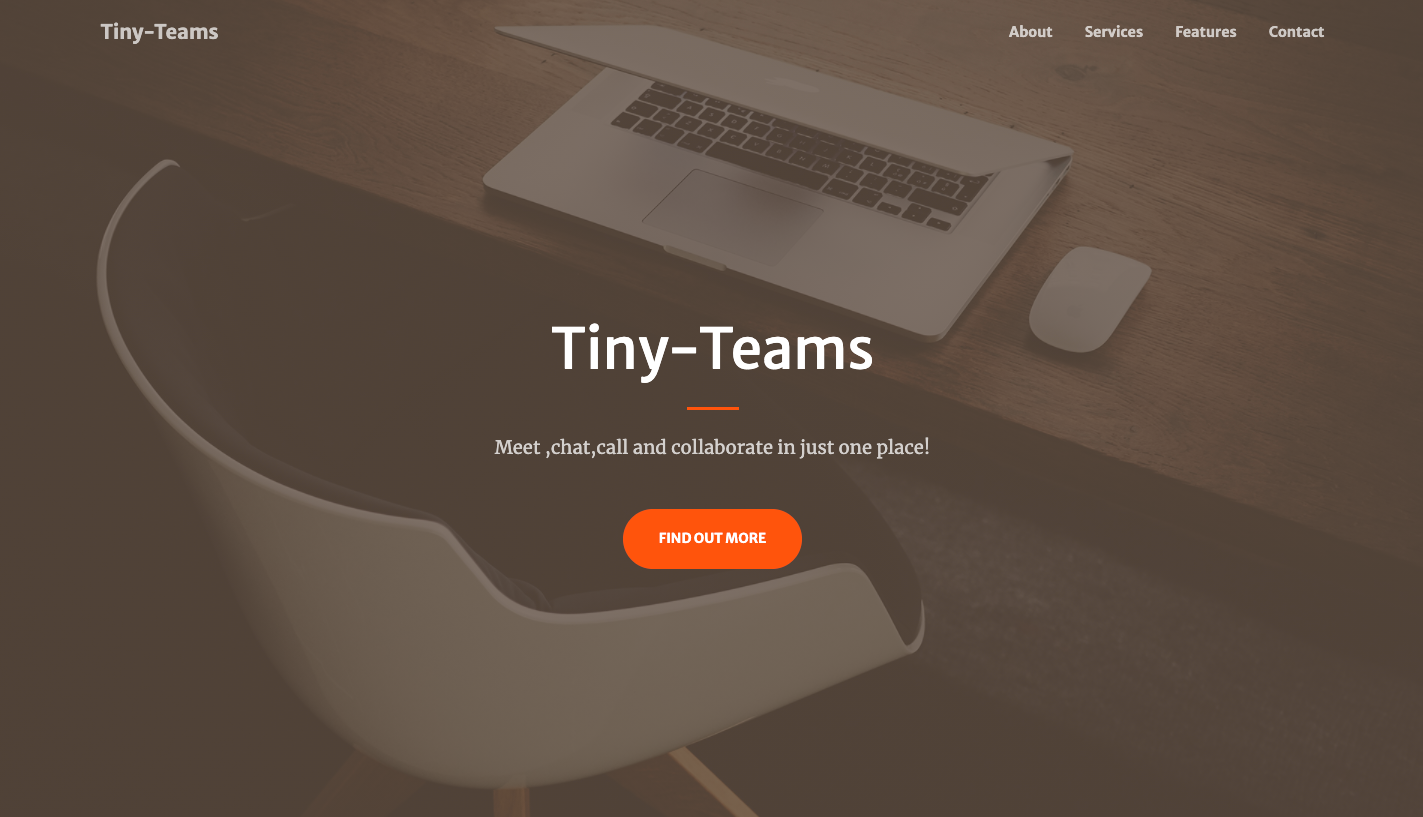 Tiny-Teams
About Services Features Contact
Tiny-Teams
Meet ,chat,call and collaborate in just one place!
FIND OUT MORE